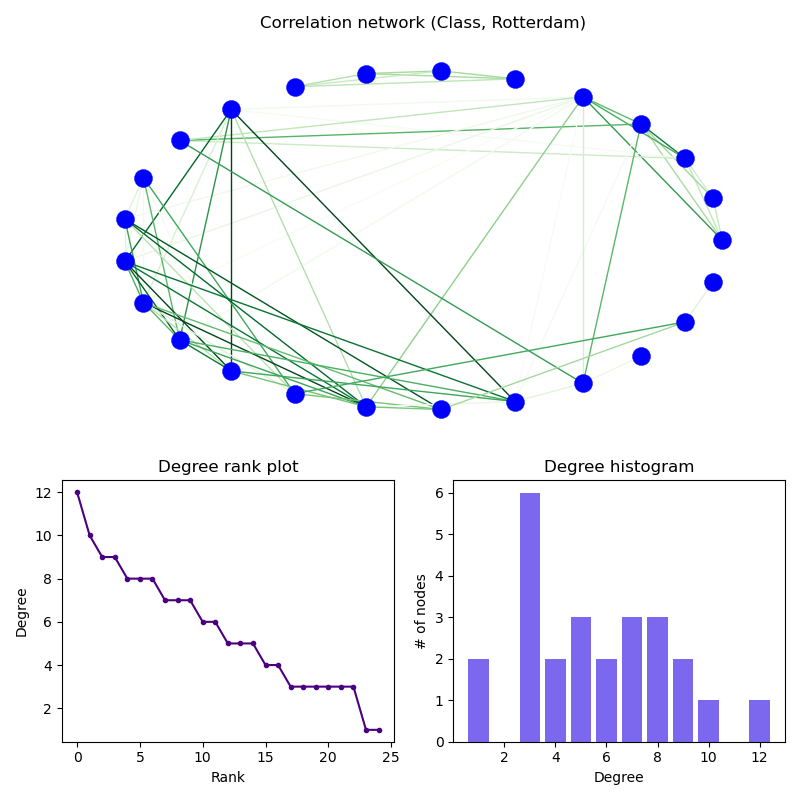 Correlation network (Class, Rotterdam)
Degree rank plot
Degree histogram
12
10
8
6
4
2
Degree
0 5 10 15 20 25
Rank
6
5
4
3
2
1
0
# of nodes
2 4 6 8 10 12
Degree